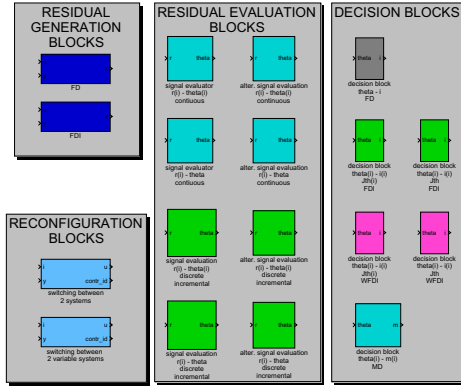 RESIDUAL
GENERATION
BLOCKS
FD
FDI
RECONFIGURATION
BLOCKS
i
y
u
contr_id
switching between
2 systems
i
y
u
contr_id
switching between
2 variable systems
RESIDUAL EVALUATION
BLOCKS
r
theta
signal evaluator
r(i) - theta(i)
contiuous
r
theta
alter. signal evaluation
r(i) - theta(i)
continuous
r
theta
signal evaluator
r(i) - theta
contiuous
r
theta
alter. signal evaluation
r(i) - theta
continuous
r
theta
signal evaluation
r(i) - theta(i)
discrete
incremental
r
theta
alter. signal evaluation
r(i) - theta(i)
discrete
incremental
r
theta
signal evaluation
r(i) - theta
discrete
incremental
r
theta
alter. signal evaluation
r(i) - theta
discrete
incremental
DECISION BLOCKS
theta
i
decision block
theta - i
FD
theta
i
decision block
theta(i) - i(i)
Jth(i)
FDI
theta
i
decision block
theta(i) - i(i)
Jth
FDI
theta
i
decision block
theta(i) - i(i)
Jth(i)
WFDI
theta
i
decision block
theta(i) - i(i)
Jth
WFDI
theta
m
decision block
theta(i) - m(i)
MD